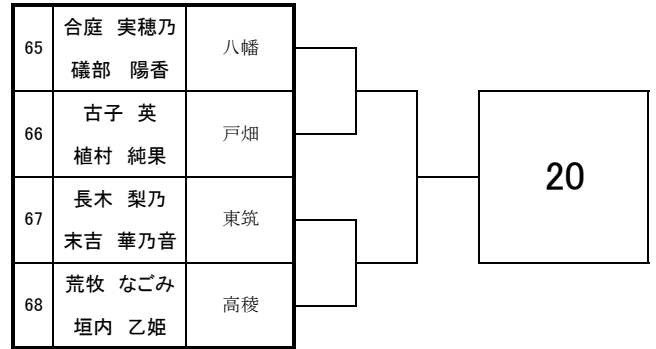 65
合庭 実穂乃
礒部 陽香
八幡
66
古子 英
植村 純果
戸畑
67
長木 梨乃
末吉 華乃音
東筑
68
荒牧 なごみ
垣内 乙姫
高稜
20